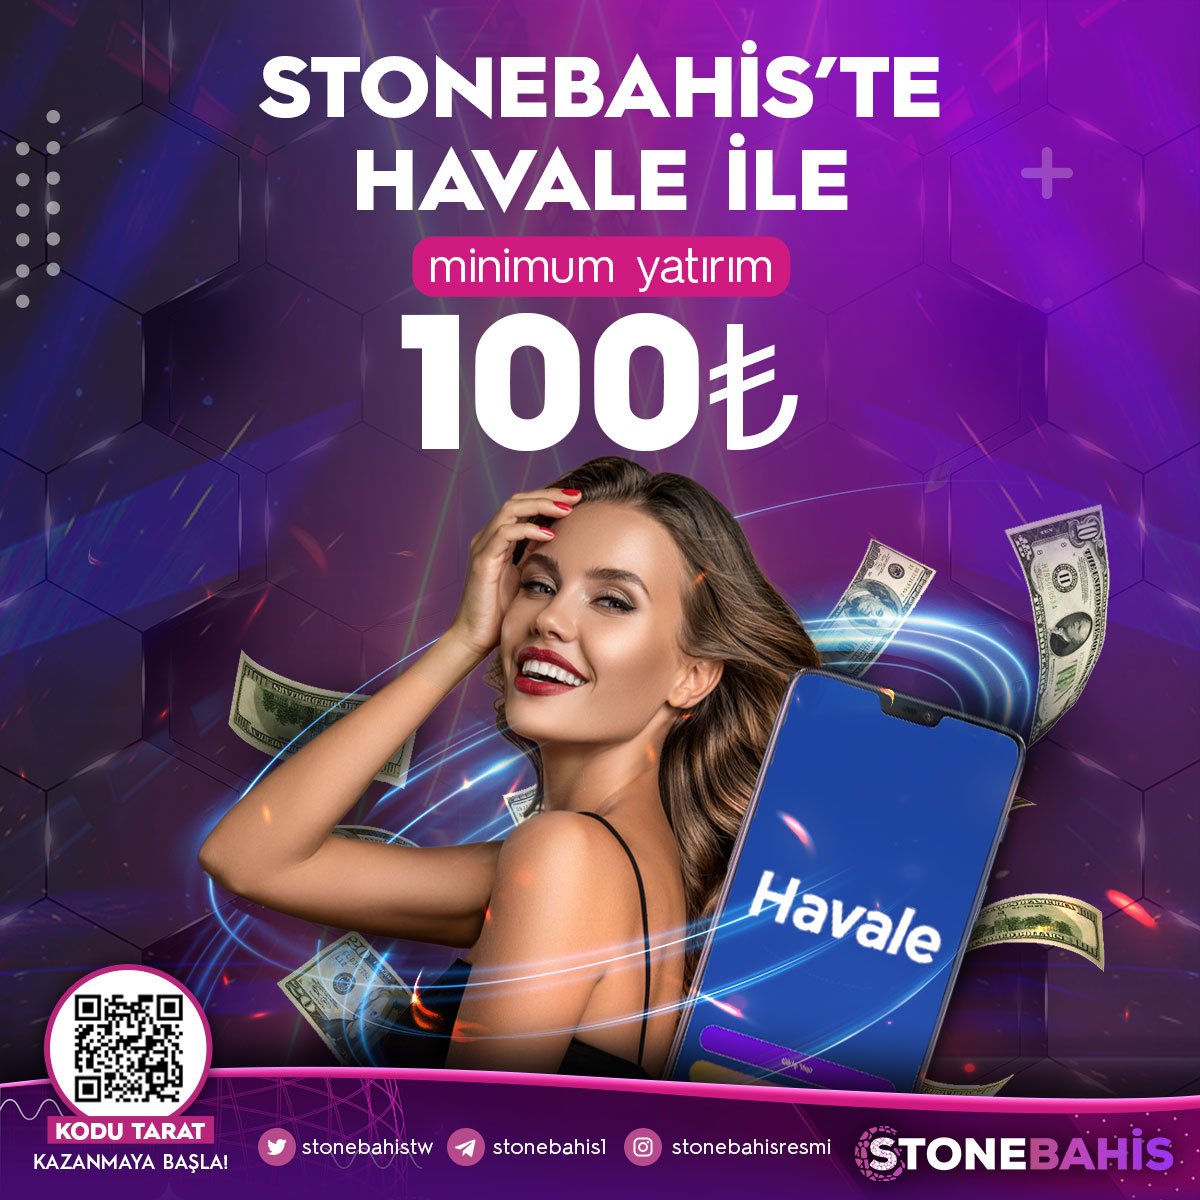 STONEBAHİS'TE
HAVALE İLE
minimum yatırım
100₺
Havale
KODU TARAT
KAZANMAYA BAŞLA!
stonebahistw
stonebahis1
stonebahisresmi
STONEBAHİS